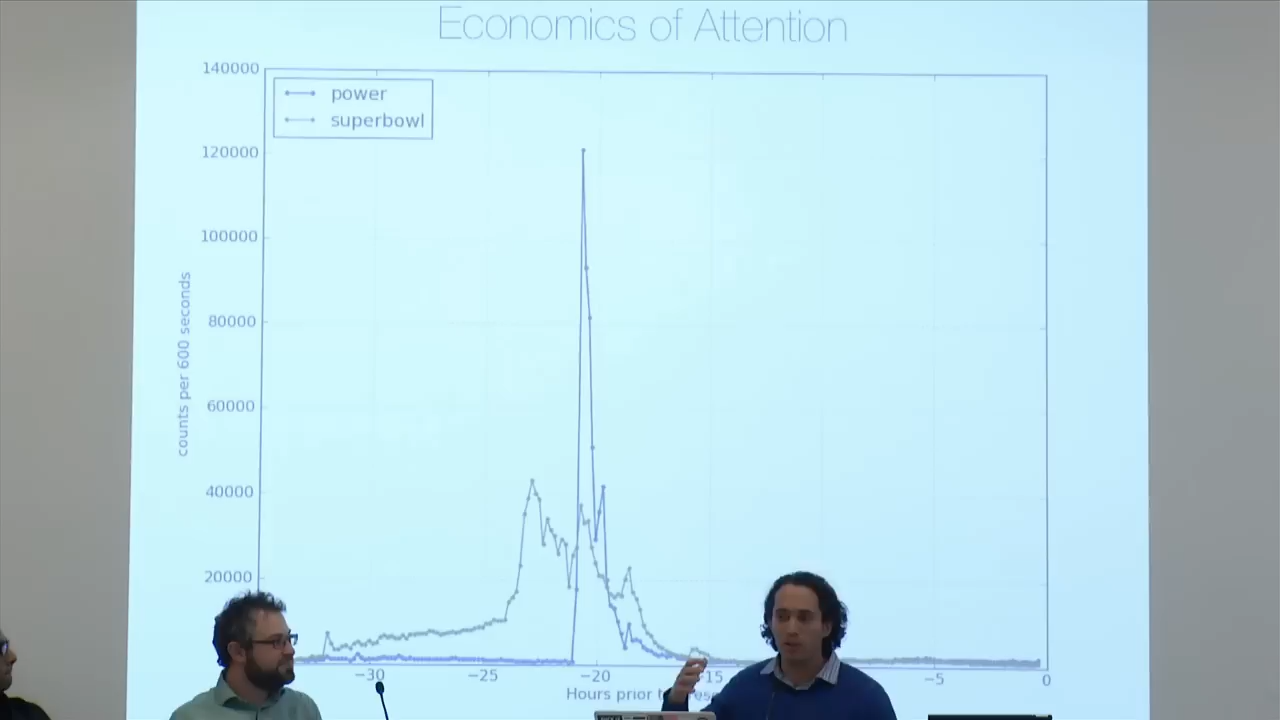 Economics of Attention
140000
120000
100000
80000
60000
40000
20000
power
superbowl
counts per 600 seconds
−30
−25
−20
15
−5
0
Hours prior